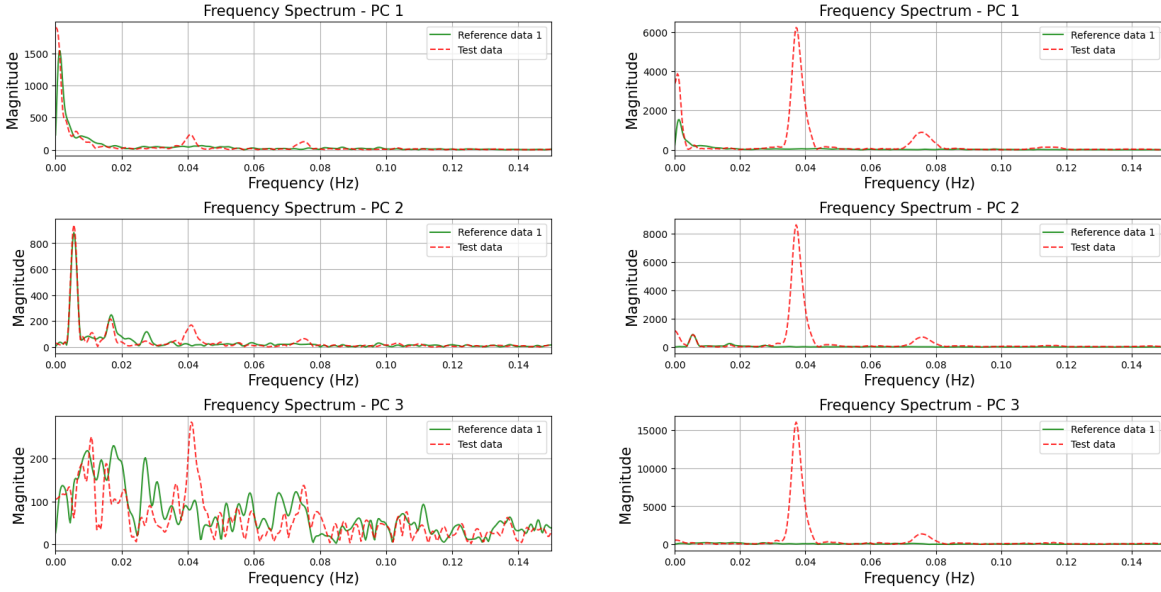 Frequency Spectrum - PC 1
Magnitude
1500
1000
500
0
Reference data 1
Test data
0.00 0.02 0.04 0.06 0.08 0.10 0.12 0.14
Frequency (Hz)
Frequency Spectrum - PC 2
Magnitude
800
600
400
200
0
Reference data 1
Test data
0.00 0.02 0.04 0.06 0.08 0.10 0.12 0.14
Frequency (Hz)
Frequency Spectrum - PC 3
Magnitude
200
100
0
Reference data 1
Test data
0.00 0.02 0.04 0.06 0.08 0.10 0.12 0.14
Frequency (Hz)
Frequency Spectrum - PC 1
Magnitude
6000
4000
2000
0
Reference data 1
Test data
0.00 0.02 0.04 0.06 0.08 0.10 0.12 0.14
Frequency (Hz)
Frequency Spectrum - PC 2
Magnitude
8000
6000
4000
2000
0
Reference data 1
Test data
0.00 0.02 0.04 0.06 0.08 0.10 0.12 0.14
Frequency (Hz)
Frequency Spectrum - PC 3
Magnitude
15000
10000
5000
0
Reference data 1
Test data
0.00 0.02 0.04 0.06 0.08 0.10 0.12 0.14
Frequency (Hz)